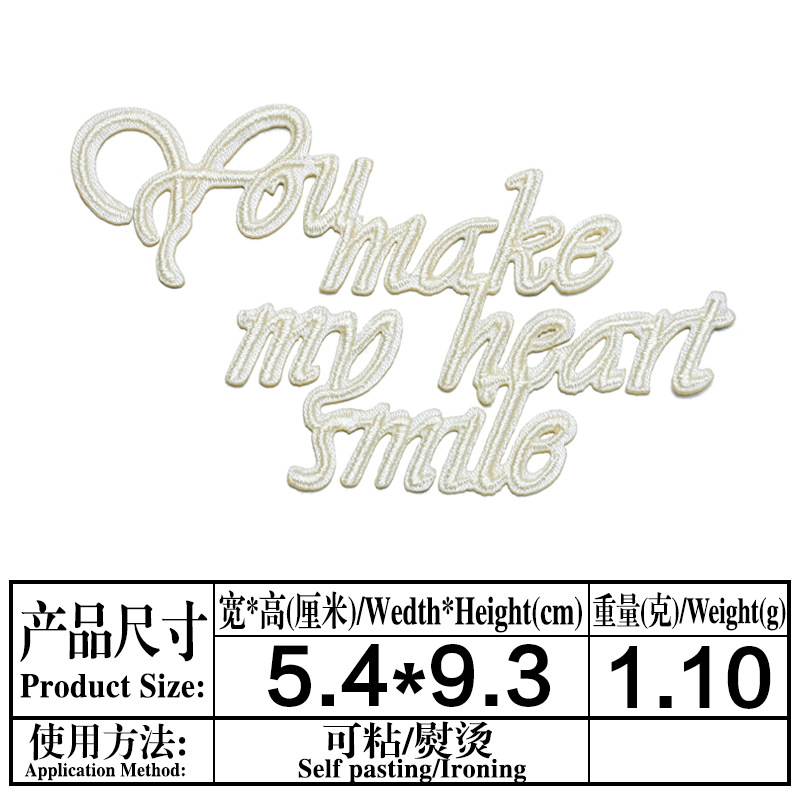 You
make
my heart
smile
产品尺寸
Product Size:
宽*高(厘米)/Wedth*Height(cm)
重量(克)/Weight(g)
5.4*9.3
1.10
使用方法:
Application Method:
可粘/熨烫
Self pasting/Ironing